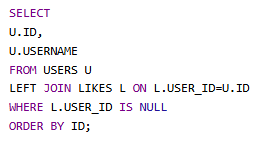 SELECT
U.ID,
U.USERNAME
FROM USERS U
LEFT JOIN LIKES L ON L.USER_ID=U.ID
WHERE L.USER_ID IS NULL
ORDER BY ID;